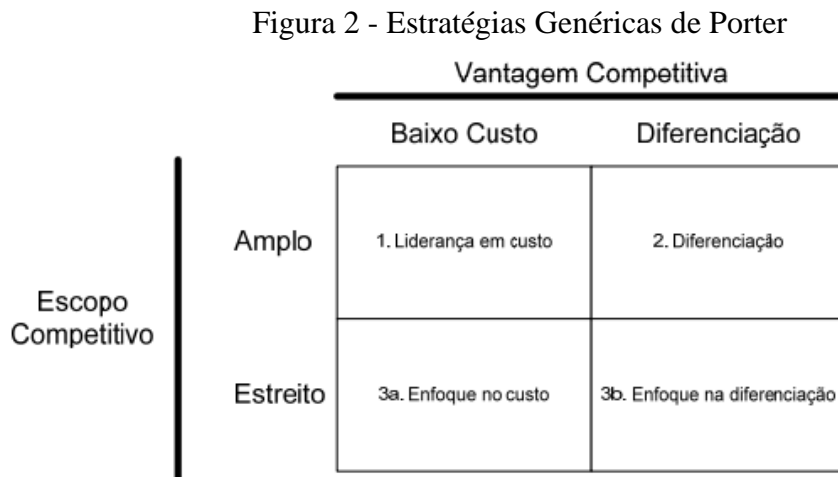 Figura 2 - Estratégias Genéricas de Porter
Vantagem Competitiva
Baixo Custo
Diferenciação
Amplo
1. Liderança em custo
2. Diferenciação
Escopo
Competitivo
Estreito
3a. Enfoque no custo
3b. Enfoque na diferenciação